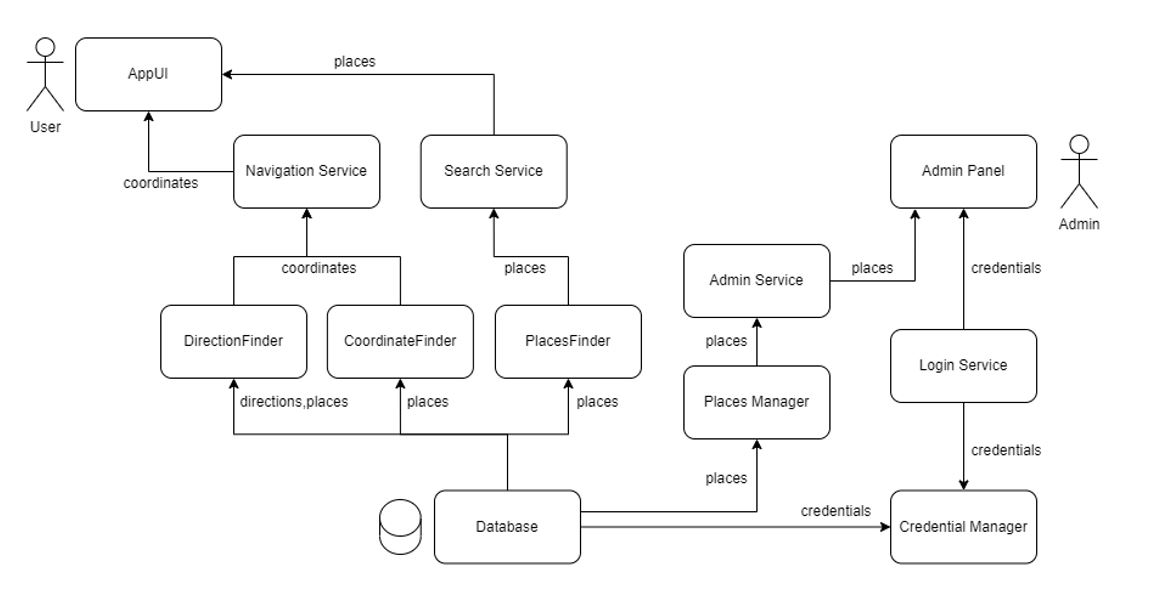 places
AppUI
User
Navigation Service
Search Service
Admin Panel
coordinates
Admin
coordinates
places
places
credentials
Admin Service
DirectionFinder
CoordinateFinder
PlacesFinder
places
Login Service
directions,places
places
places
Places Manager
credentials
places
credentials
Database
Credential Manager